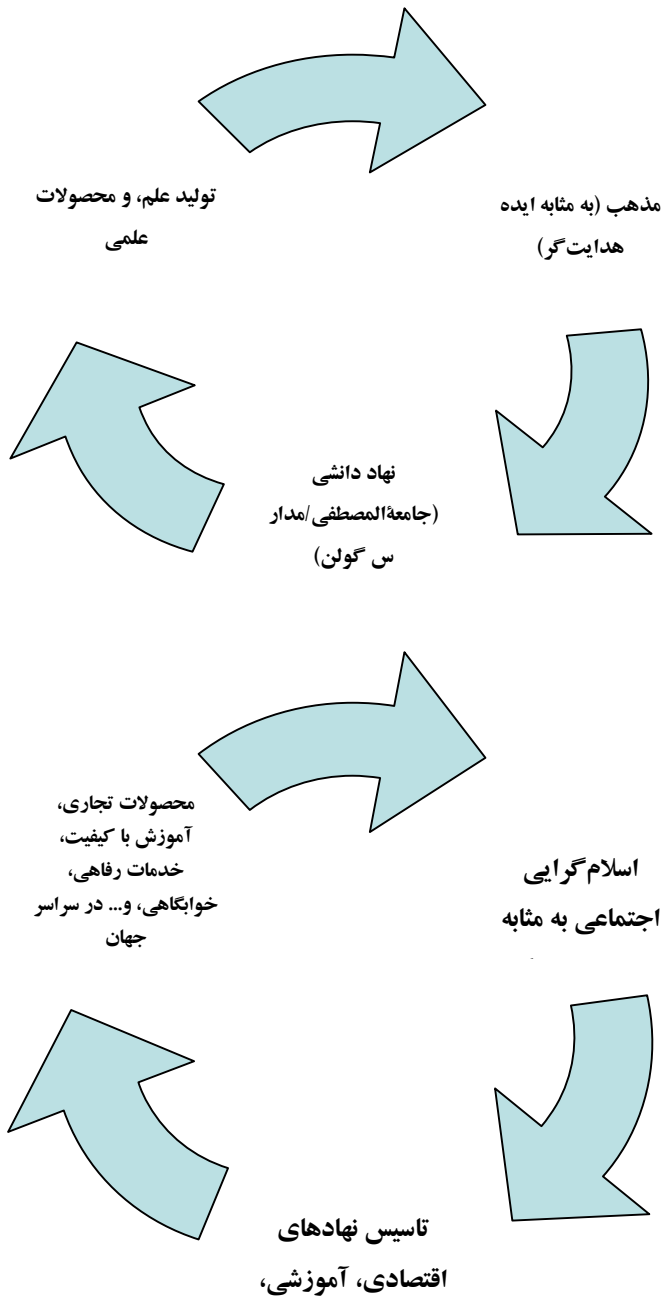 تولید علم، و محصولات
علمی
مذهب (به مثابه ایده
هدایت‌گر)
نهاد دانشی
(جامعةالمصطفی/مدار
س گولن)
محصولات تجاری،
آموزش با کیفیت،
خدمات رفاهی،
خوابگاهی، و... در سراسر
جهان
اسلام‌گرایی
اجتماعی به مثابه
تاسیس نهادهای
اقتصادی، آموزشی،